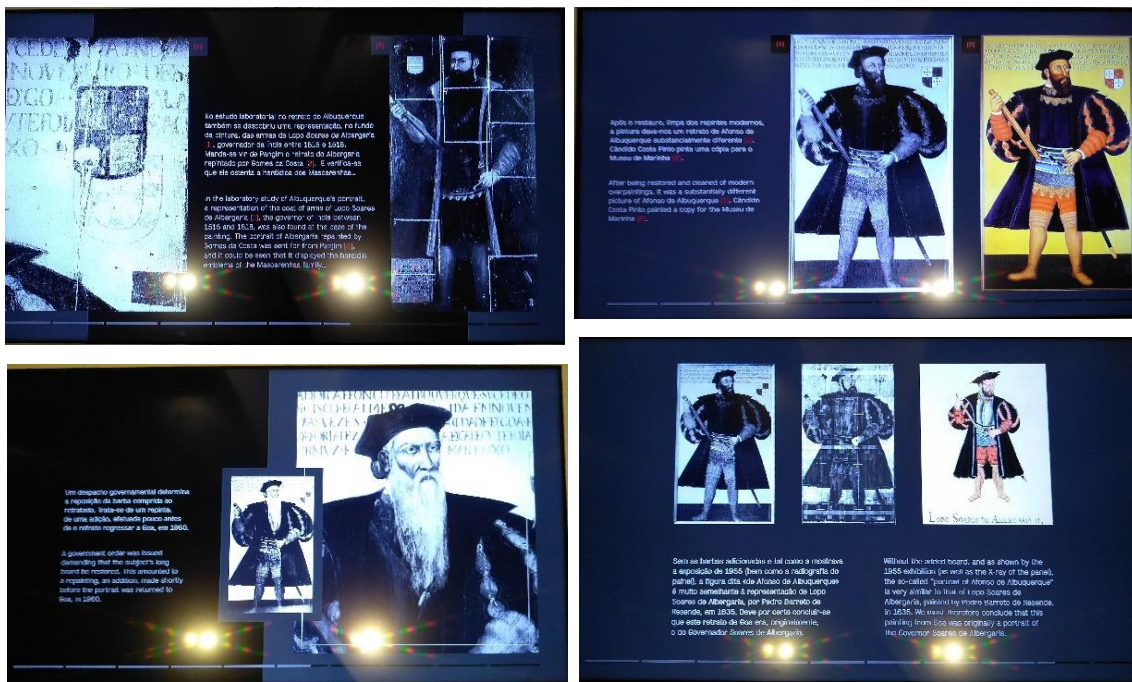 [1]
[2]
No estudo laboratorial do retrato de Albuquerque
também se descobriu uma representação, no fundo
da pintura, das armas de Lopo Soares de Albergaria
[1], governador da Índia entre 1515 e 1518.
Manda-se vir de Pangim o retrato de Albergaria
repintado por Gomes da Costa [2]. E verifica-se
que ele ostenta a heráldica dos Mascarenhas...
In the laboratory study of Albuquerque's portrait,
a representation of the coat of arms of Lopo Soares
de Albergaria [1], the governor of India between
1515 and 1518, was also found at the base of the
painting. The portrait of Albergaria repainted by
Gomes da Costa was sent for from Panjim [2],
and it could be seen that it displayed the heraldic
emblems of the Mascarenhas family...
[1]
[2]
Após o restauro, limpa dos repintes modernos,
a pintura dava-nos um retrato de Afonso de
Albuquerque substancialmente diferente [1].
Cândido Costa Pinto pinta uma cópia para o
Museu de Marinha [2].
After being restored and cleaned of modern
overpaintings, it was a substantially different
picture of Afonso de Albuquerque [1]. Cândido
Costa Pinto painted a copy for the Museu de
Marinha [2].
Um despacho governamental determina
a reposição da barba comprida ao
retratado. Trata-se de um repinte,
de uma adição, efetuada pouco antes
de o retrato regressar a Goa, em 1960.
A government order was issued
demanding that the subject's long
beard be restored. This amounted to
a repainting, an addition, made shortly
before the portrait was returned to
Goa, in 1960.
LOPO SOARES DE ALBERGARIA
Sem as barbas adicionadas e tal como a mostrava
a exposição de 1955 (bem como a radiografia do
painel), a figura dita «de Afonso de Albuquerque»
é muito semelhante à representação de Lopo
Soares de Albergaria, por Pedro Barreto de
Resende, em 1635. Deve por certo concluir-se
que este retrato de Goa era, originalmente,
o do Governador Soares de Albergaria.
Without the added beard, and as shown by the
1955 exhibition (as well as the X-ray of the panel),
the so-called "portrait of Afonso de Albuquerque"
is very similar to that of Lopo Soares de
Albergaria, painted by Pedro Barreto de Resende,
in 1635. We must therefore conclude that this
painting from Goa was originally a portrait of
the Governor Soares de Albergaria.